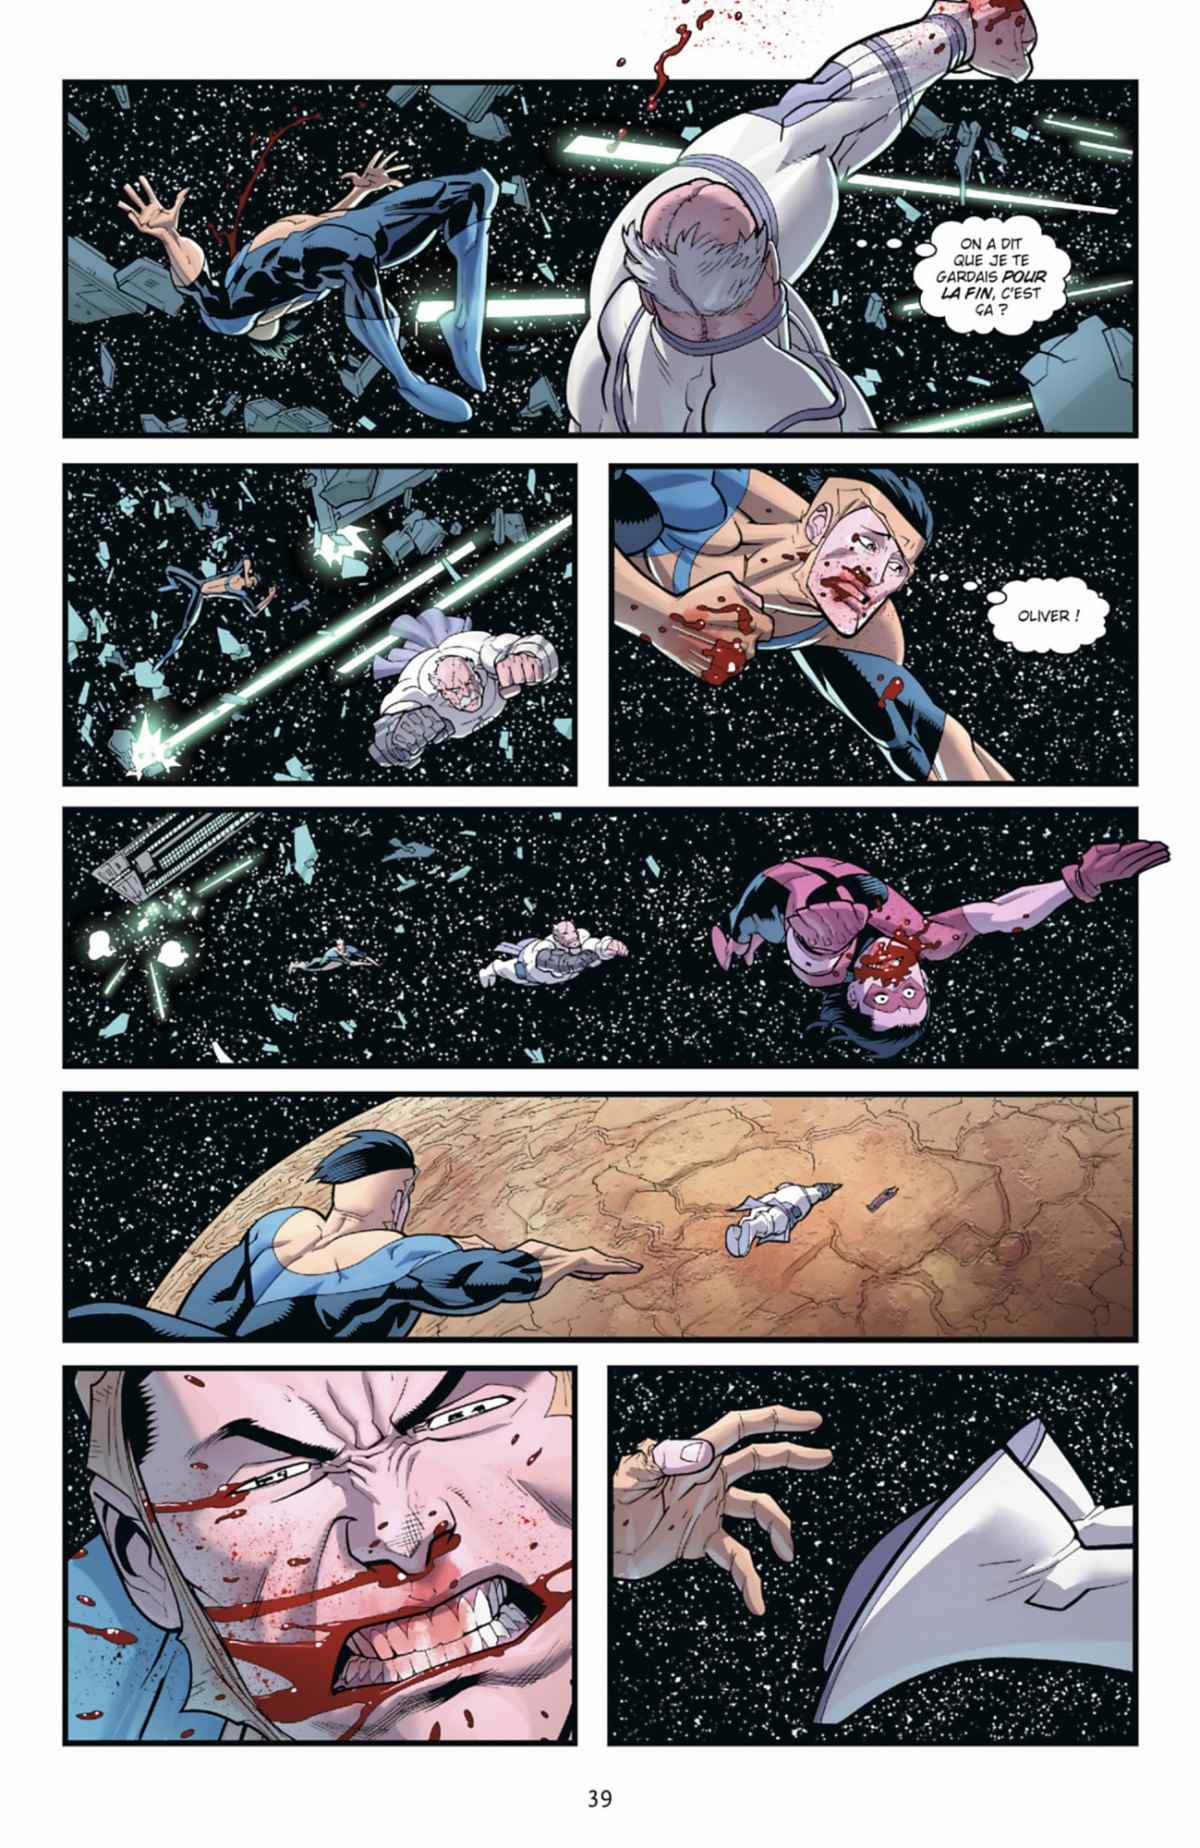 ON A DIT
QUE JE TE
GARDAIS POUR
LA FIN, C'EST
ÇA ?
OLIVER !
39